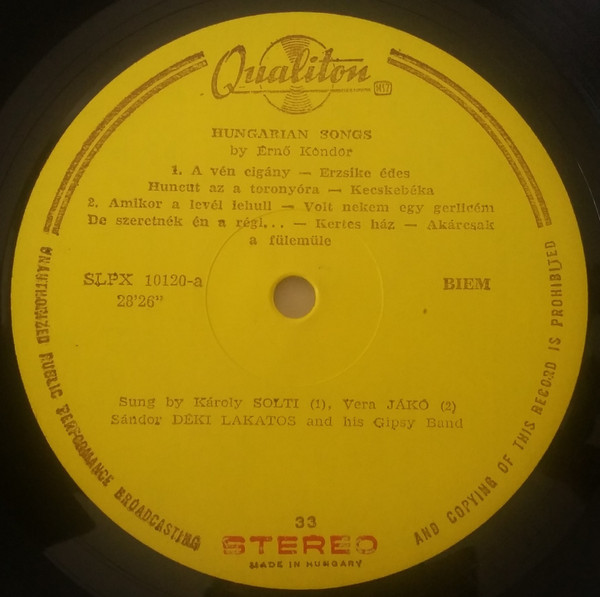 Qualiton
HUNGARIAN SONGS
by Ernő Kondor
1. A vén cigány — Erzsike édes
Huncut az a toronyóra — Kecskebéka
2. Amikor a levél lehull — Volt nekem egy gerlicém
De szeretnék én a régi... — Kertes ház — Akárcsak
a fülemüle
SLPX 10120-a
28'26"
BIEM
Sung by Károly SOLTI (1), Vera JÁKÓ (2)
Sándor DÉKI LAKATOS and his Gipsy Band
33
STEREO
MADE IN HUNGARY
UNAUTHORIZED PUBLIC PERFORMANCE BROADCASTING AND COPYING OF THIS RECORD IS PROHIBITED